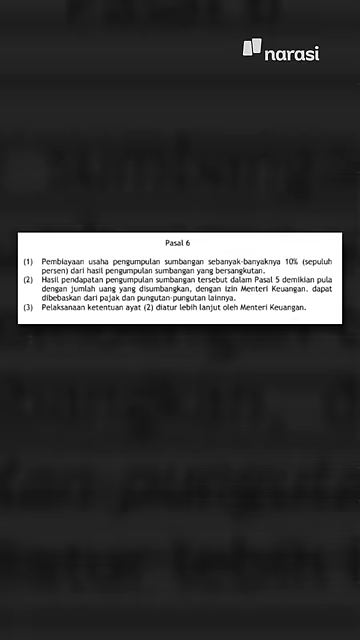 narasi
Pasal 6
(1) Pembiayaan usaha pengumpulan sumbangan sebanyak-banyaknya 10% (sepuluh
persen) dari hasil pengumpulan sumbangan yang bersangkutan.
(2) Hasil pendapatan pengumpulan sumbangan tersebut dalam Pasal 5 demikian pula
dengan jumlah uang yang disumbangkan, dengan izin Menteri Keuangan. dapat
dibebaskan dari pajak dan pungutan-pungutan lainnya.
(3) Pelaksanaan ketentuan ayat (2) diatur lebih lanjut oleh Menteri Keuangan.